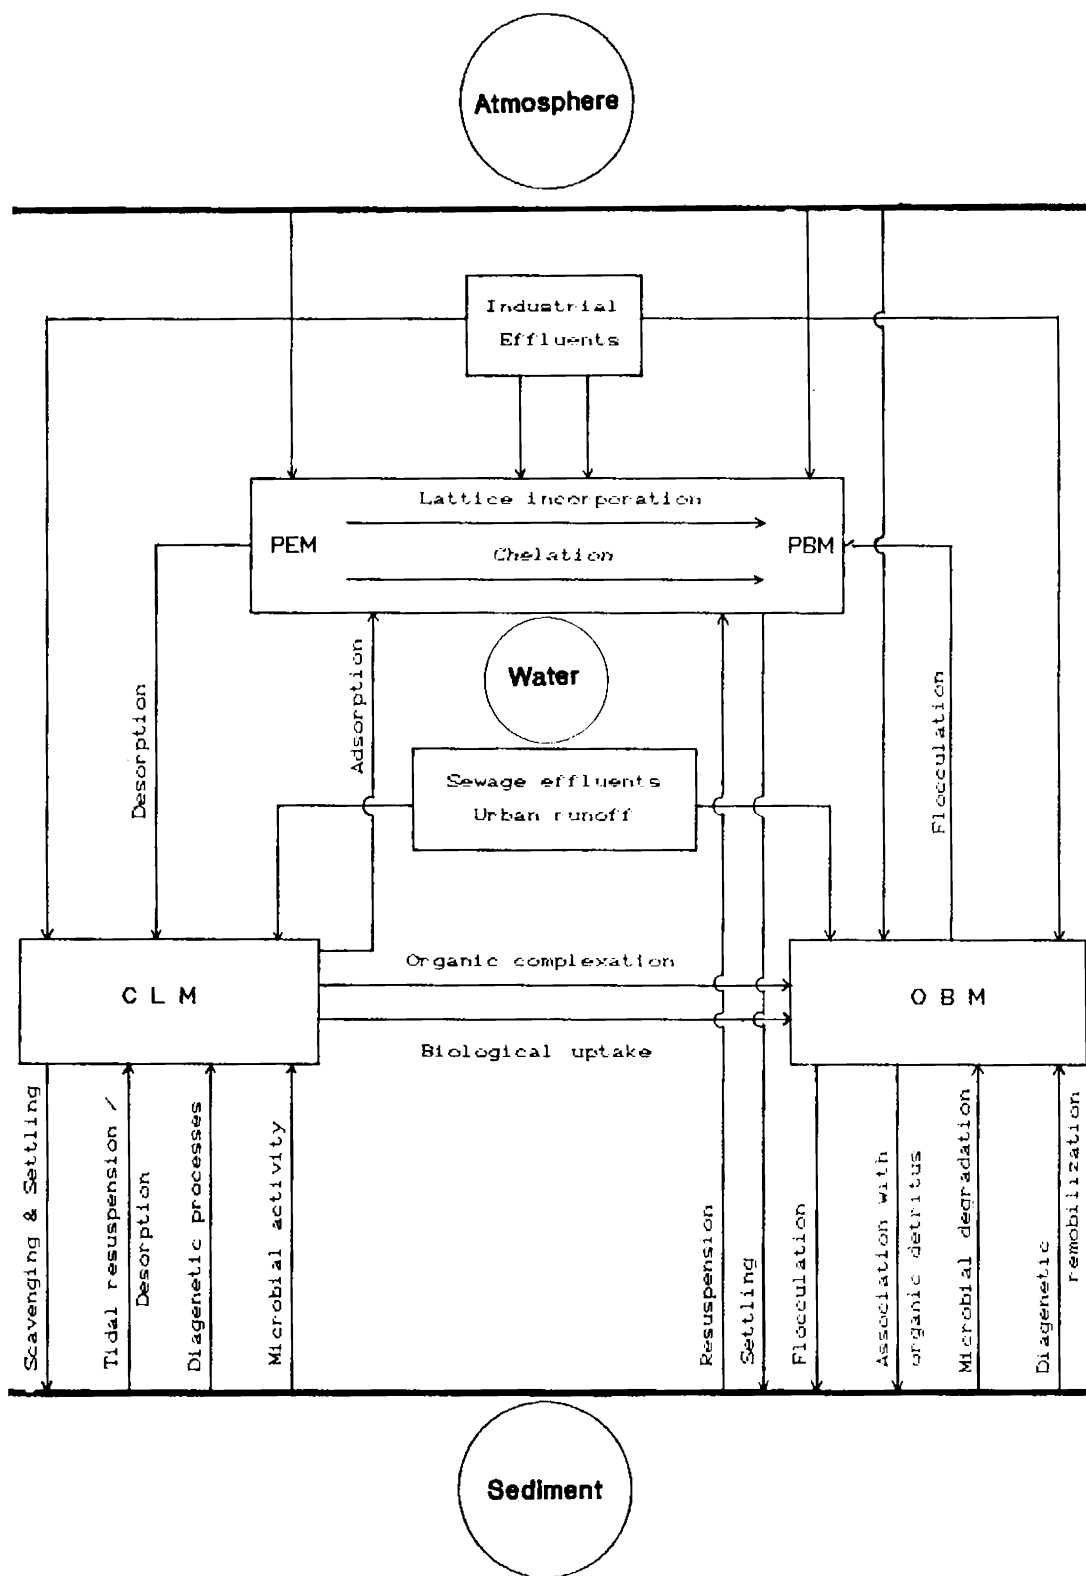 Atmosphere
Industrial
Effluents
Lattice incorporation
PEM
PBM
Chelation
Water
Desorption
Adsorption
Flocculation
Sewage effluents
Urban runoff
Organic complexation
C L M
O B M
Biological uptake
Scavenging & Settling
Tidal resuspension /
Desorption
Diagenetic processes
Microbial activity
Resuspension
Settling
Flocculation
Association with
organic detritus
Microbial degradation
Diagenetic
remobilization
Sediment